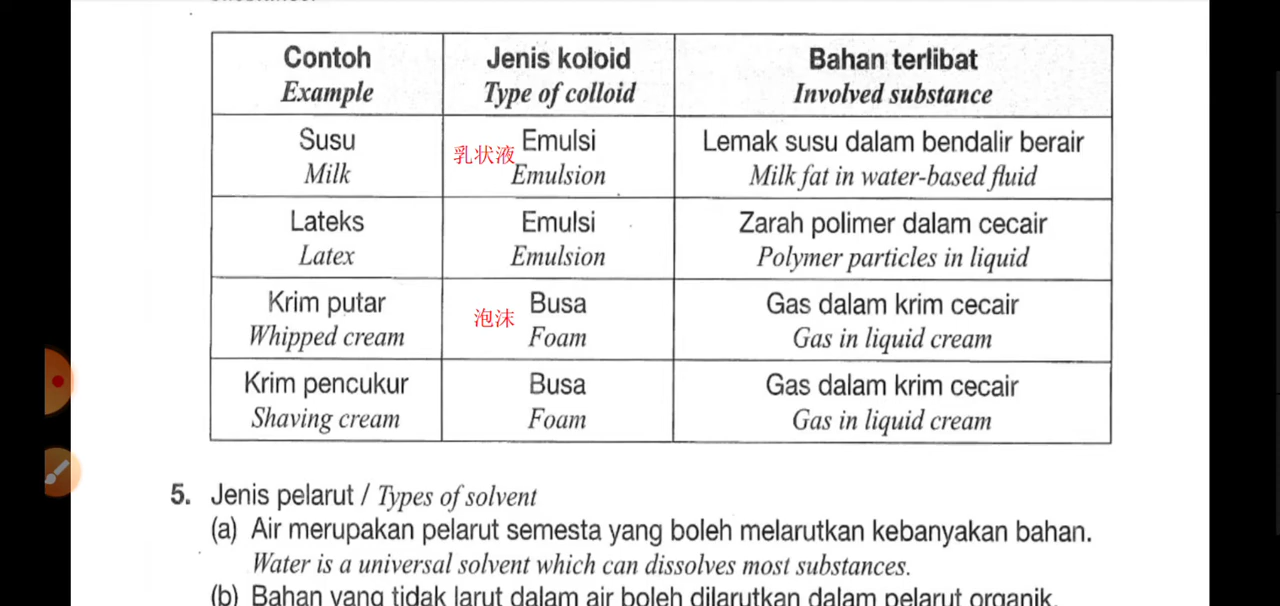 Contoh
Example
Jenis koloid
Type of colloid
Bahan terlibat
Involved substance
Susu
Milk
乳状液
Emulsi
Emulsion
Lemak susu dalam bendalir berair
Milk fat in water-based fluid
Lateks
Latex
Emulsi
Emulsion
Zarah polimer dalam cecair
Polymer particles in liquid
Krim putar
Whipped cream
泡沫
Busa
Foam
Gas dalam krim cecair
Gas in liquid cream
Krim pencukur
Shaving cream
Busa
Foam
Gas dalam krim cecair
Gas in liquid cream
5. Jenis pelarut / Types of solvent
(a) Air merupakan pelarut semesta yang boleh melarutkan kebanyakan bahan.
Water is a universal solvent which can dissolves most substances.
(b) Bahan yang tidak larut dalam air boleh dilarutkan dalam pelarut organik.